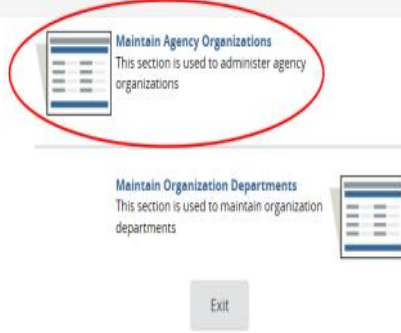 Maintain Agency Organizations
This section is used to administer agency
organizations
Maintain Organization Departments
This section is used to maintain organization
departments
Exit